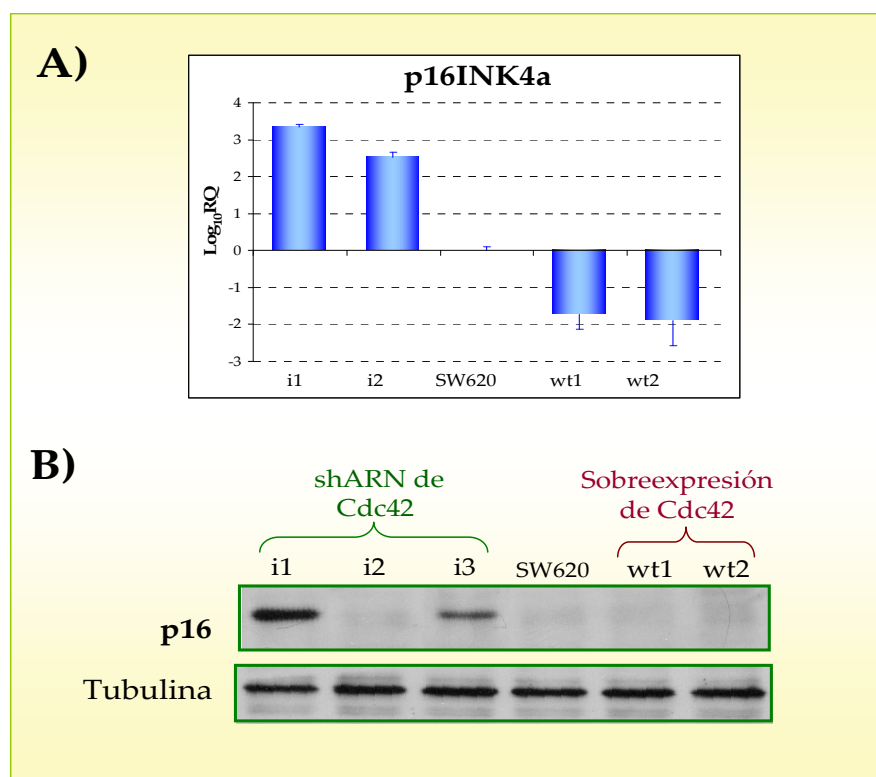 A)
p16INK4a
Log10RQ
4
3
2
1
0
-1
-2
-3
i1 i2 SW620 wt1 wt2
B)
shARN de
Cdc42
Sobreexpresión
de Cdc42
i1 i2 i3 SW620 wt1 wt2
p16
Tubulina